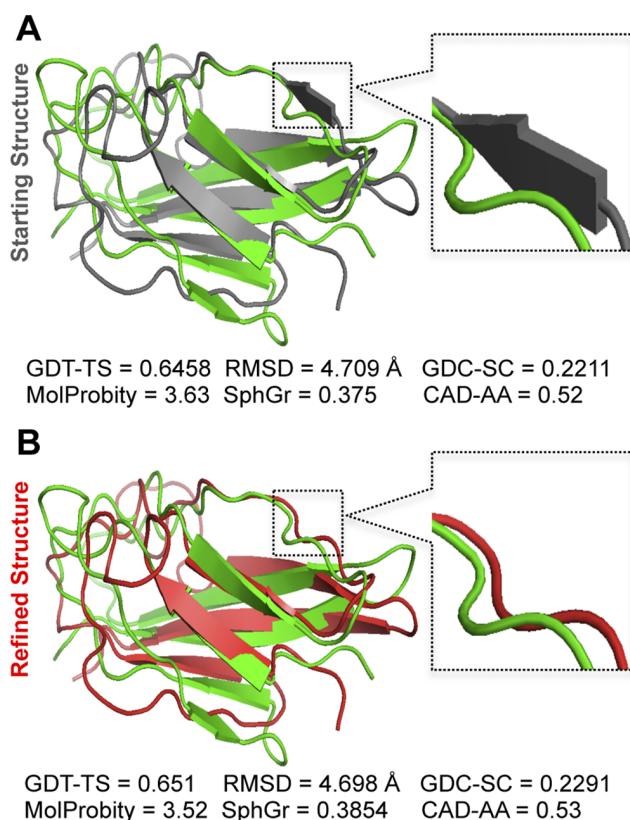 A
Starting Structure
GDT-TS = 0.6458 RMSD = 4.709 Å GDC-SC = 0.2211
MolProbity = 3.63 SphGr = 0.375 CAD-AA = 0.52
B
Refined Structure
GDT-TS = 0.651 RMSD = 4.698 Å GDC-SC = 0.2291
MolProbity = 3.52 SphGr = 0.3854 CAD-AA = 0.53